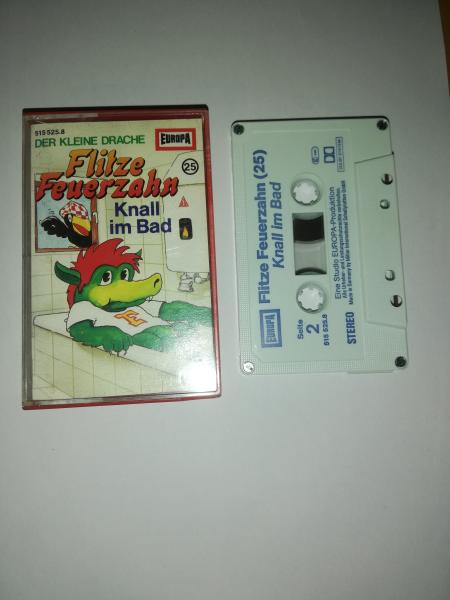 515 525.8
DER KLEINE DRACHE
EUROPA
Flitze
Feuerzahn
25
Knall
im Bad
F
EUROPA
Flitze Feuerzahn (25)
Knall im Bad
Seite
2
515 525.8
Eine Studio EUROPA-Produktion
STEREO